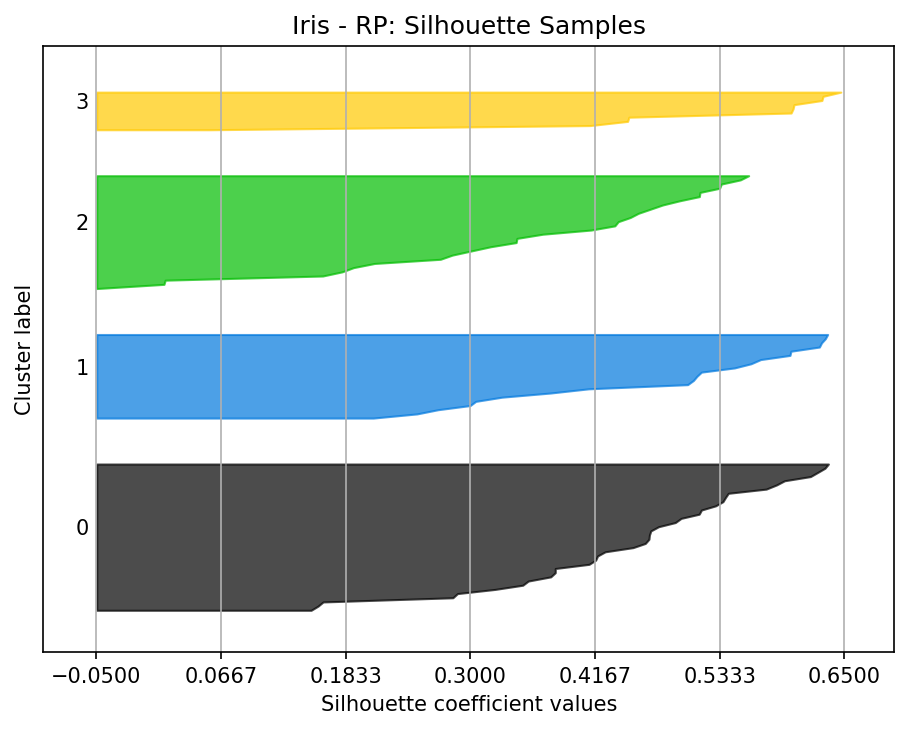 Iris - RP: Silhouette Samples
3
2
1
0
Cluster label
−0.0500 0.0667 0.1833 0.3000 0.4167 0.5333 0.6500
Silhouette coefficient values